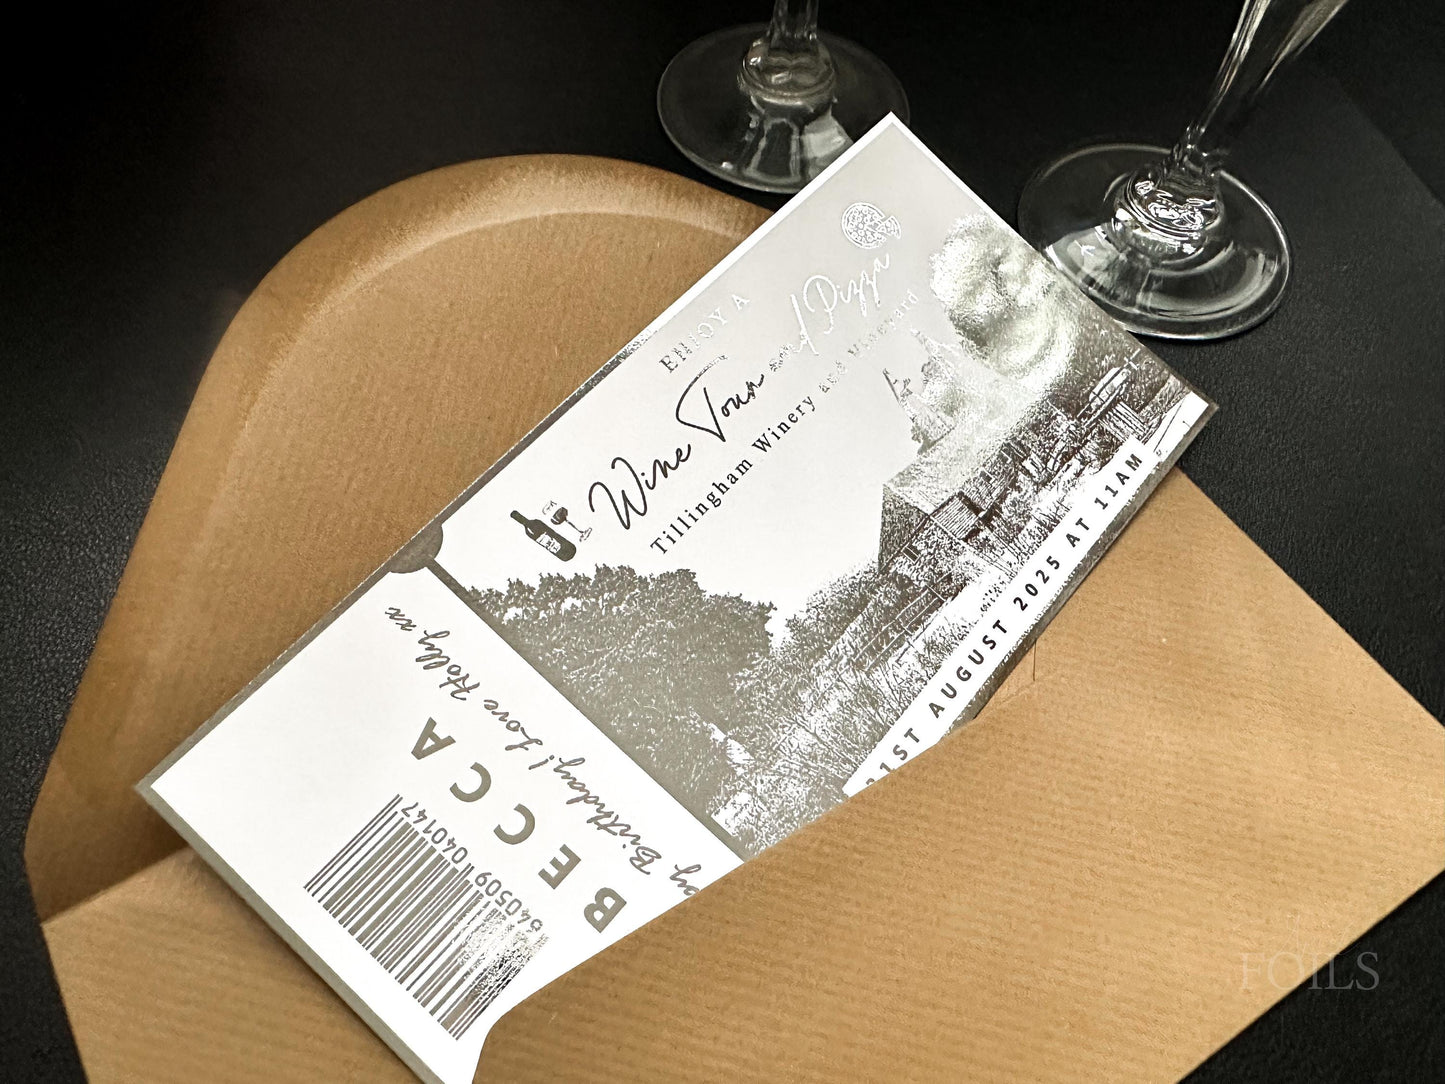 ENJOY A
Wine Tour and Pizza
Tillingham Winery and Vineyard
1ST AUGUST 2025 AT 11AM
Birthday! Love Holly xx
BECCA
640509 040147
FOILS